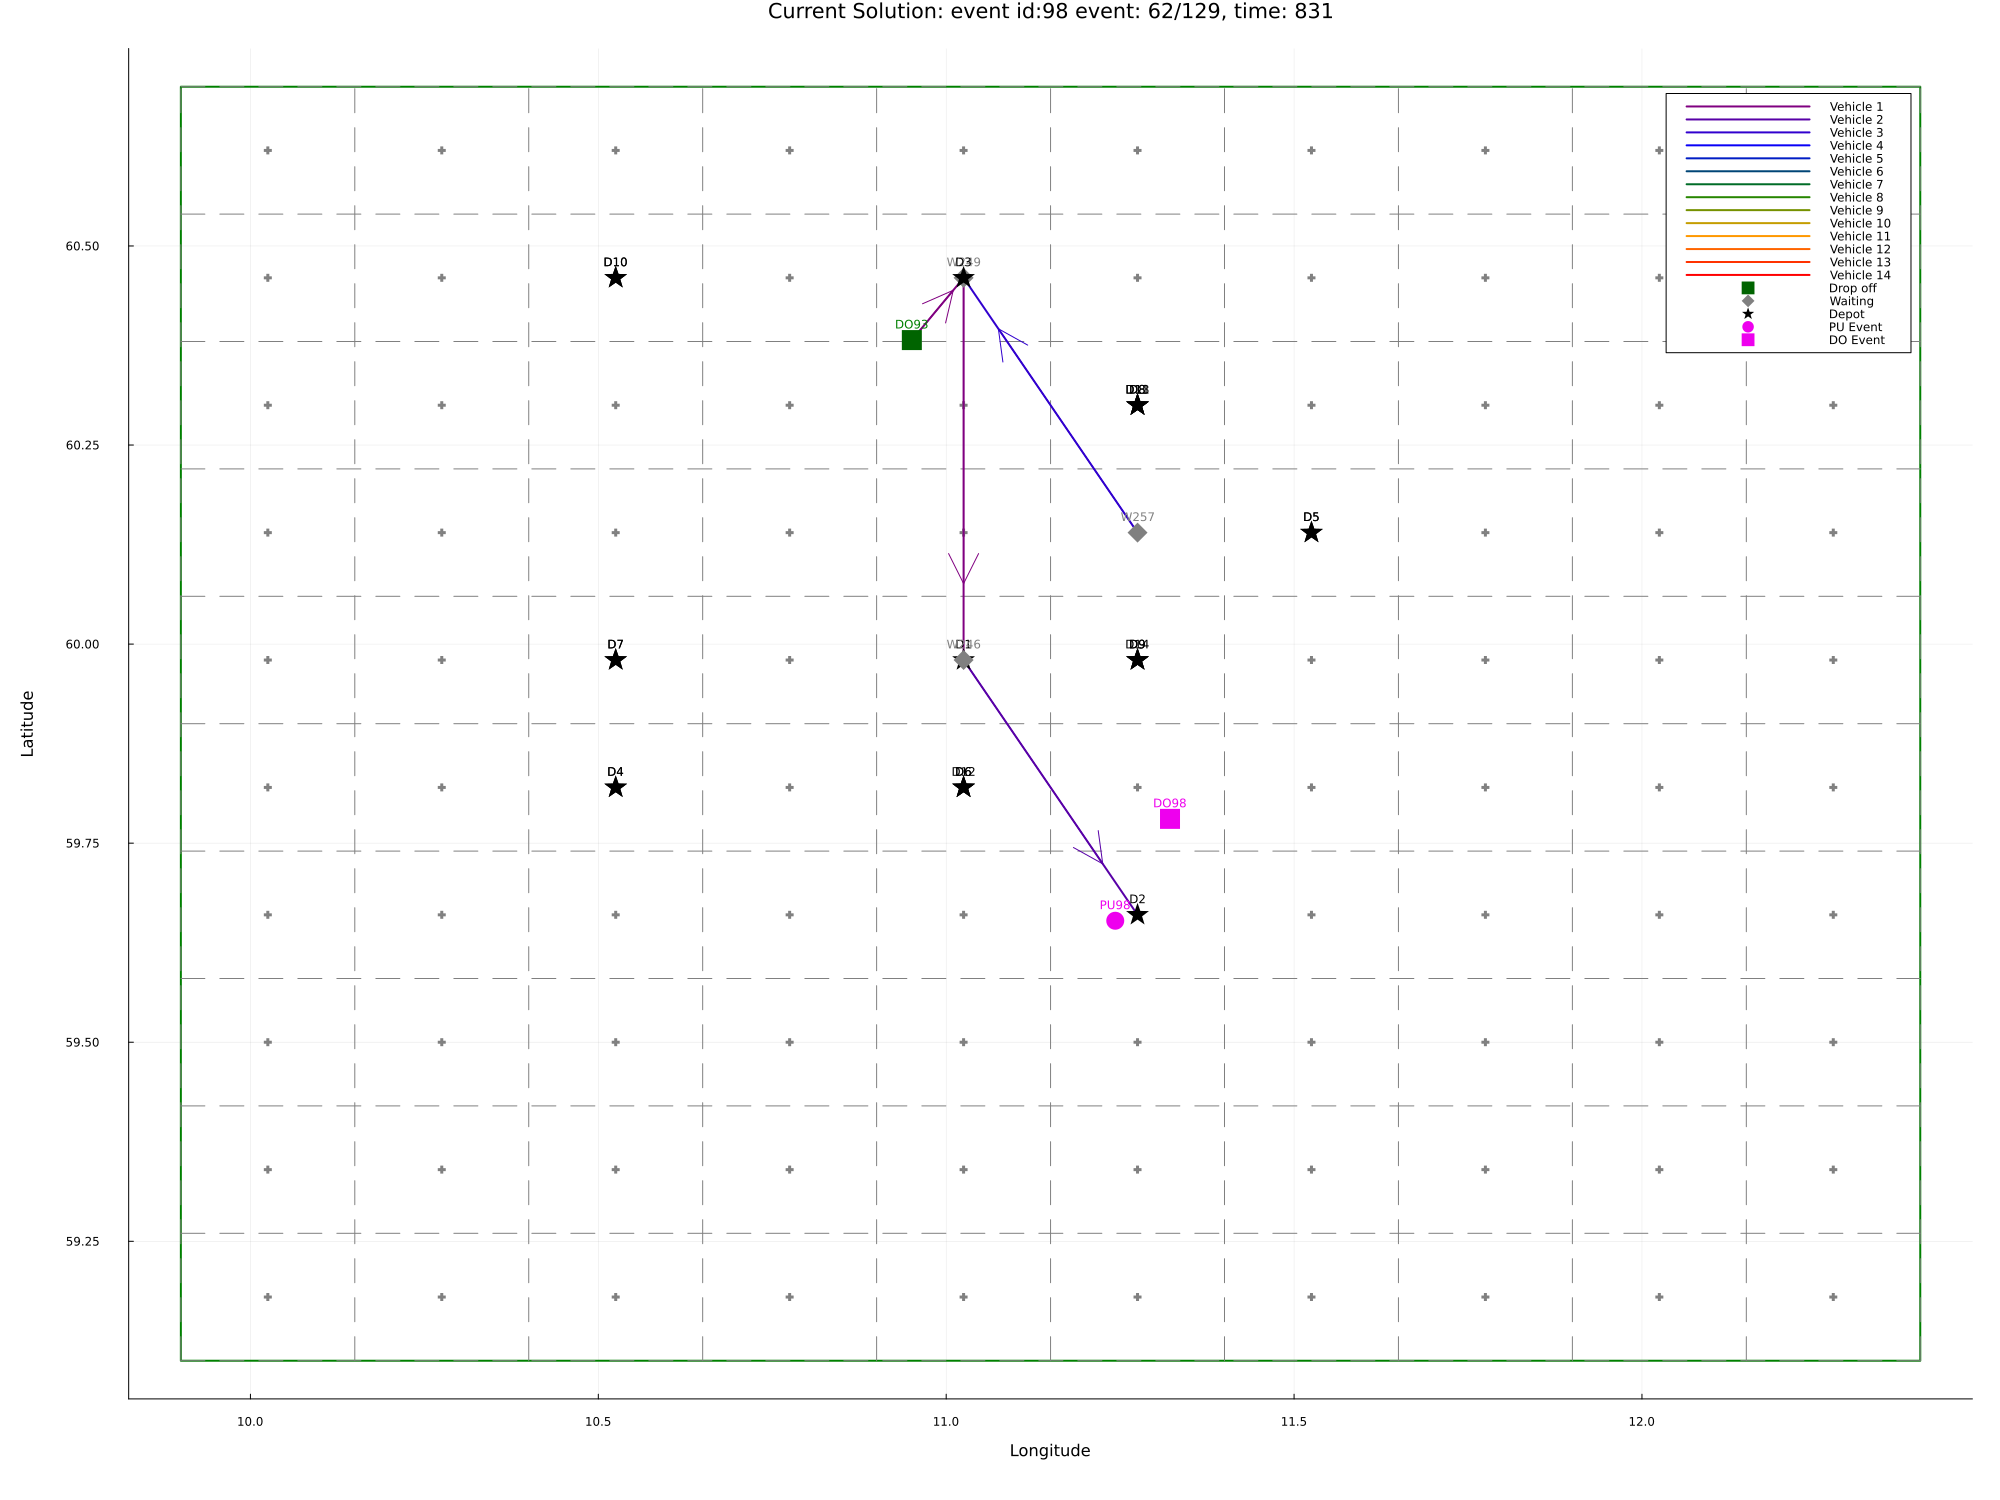 Current Solution: event id:98 event: 62/129, time: 831
Vehicle 1
Vehicle 2
Vehicle 3
Vehicle 4
Vehicle 5
Vehicle 6
Vehicle 7
Vehicle 8
Vehicle 9
Vehicle 10
Vehicle 11
Vehicle 12
Vehicle 13
Vehicle 14
Drop off
Waiting
Depot
PU Event
DO Event
60.50
60.25
60.00
59.75
59.50
59.25
Latitude
D10
D3
DO93
W257
D5
D7
D1
D9
D4
D6
DO98
D2
PU98
10.0
10.5
11.0
11.5
12.0
Longitude